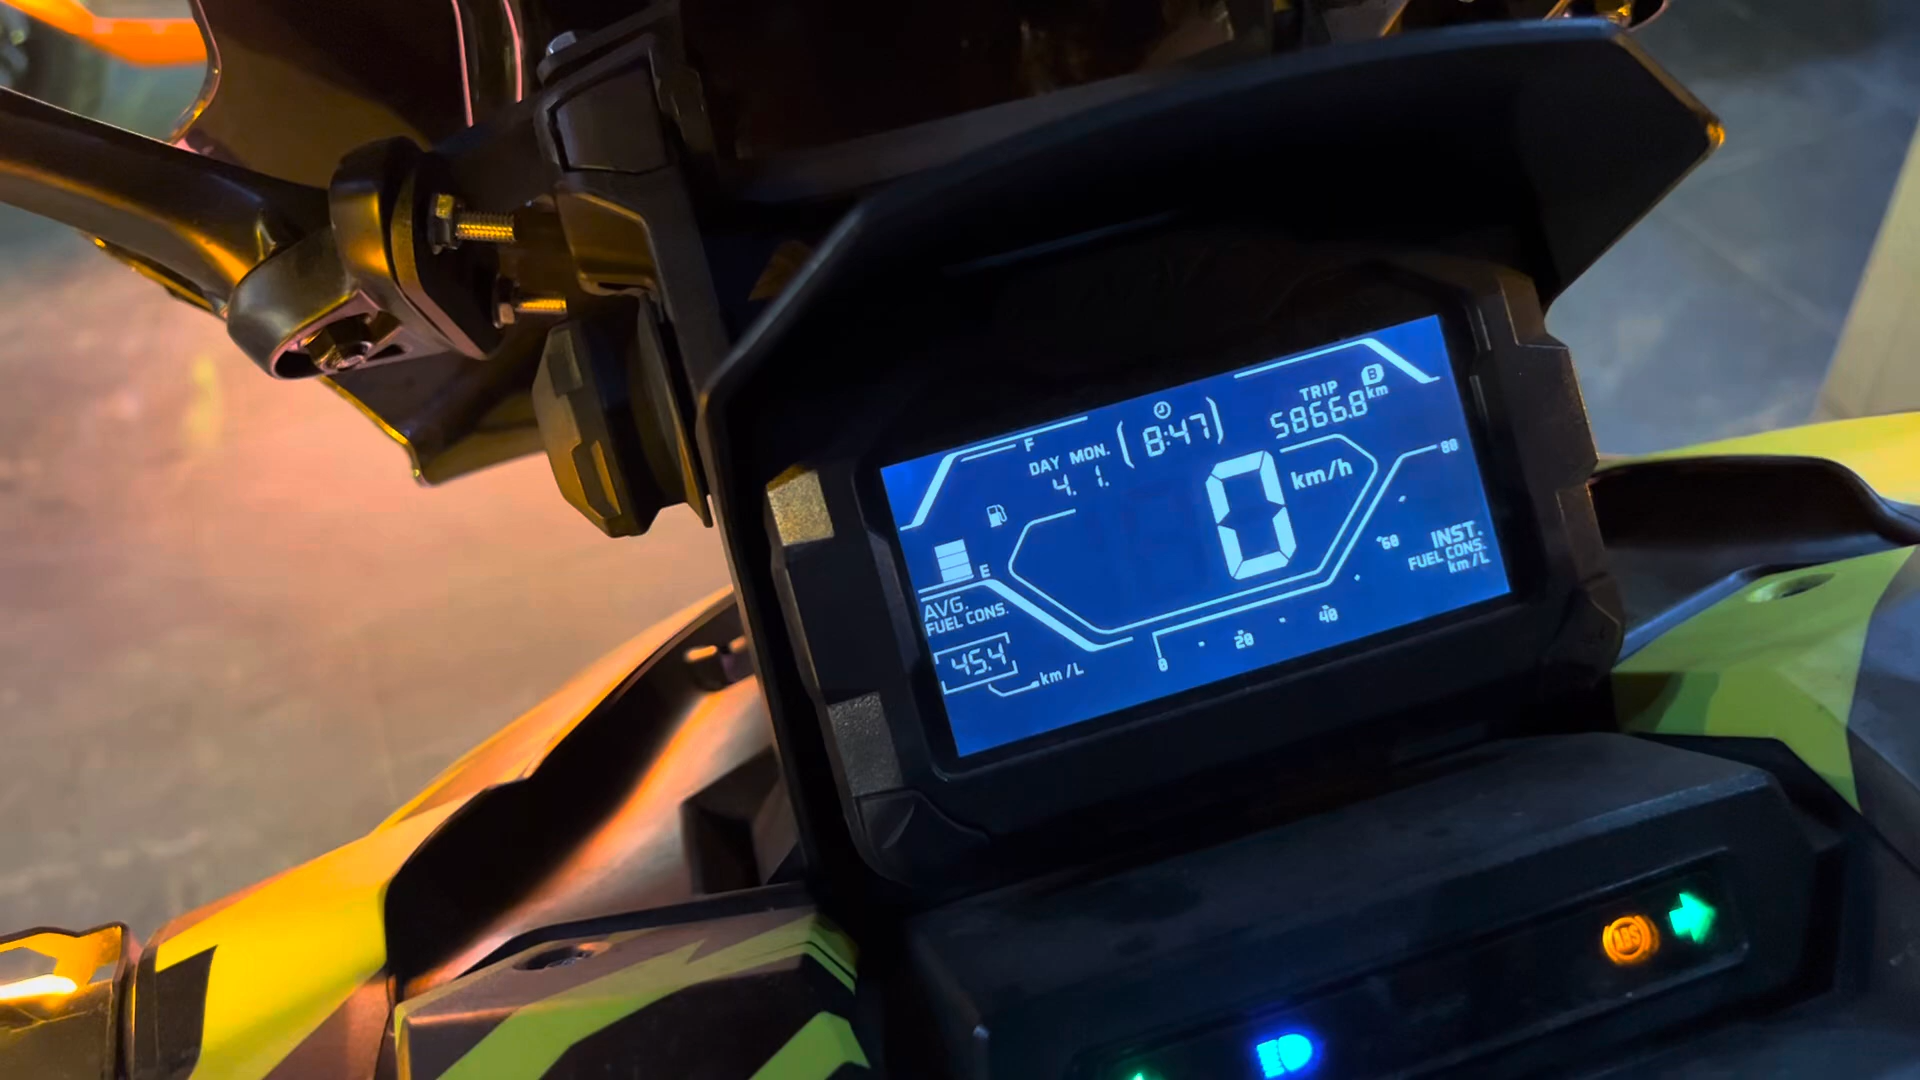 F
DAY MON. (8:47)
4. 1.
TRIP B
5866.8 km
0 km/h
80
60
40
20
0
E
AVG.
FUEL CONS.
45.4 km/L
INST.
FUEL CONS.
km/L
ABS